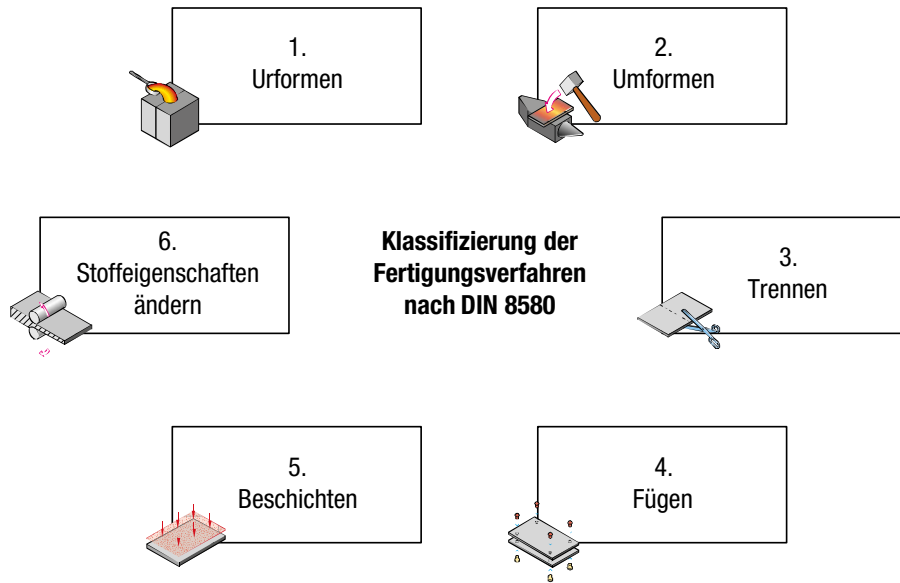 1.
Urformen
2.
Umformen
6.
Stoffeigenschaften
ändern
Klassifizierung der
Fertigungsverfahren
nach DIN 8580
3.
Trennen
5.
Beschichten
4.
Fügen